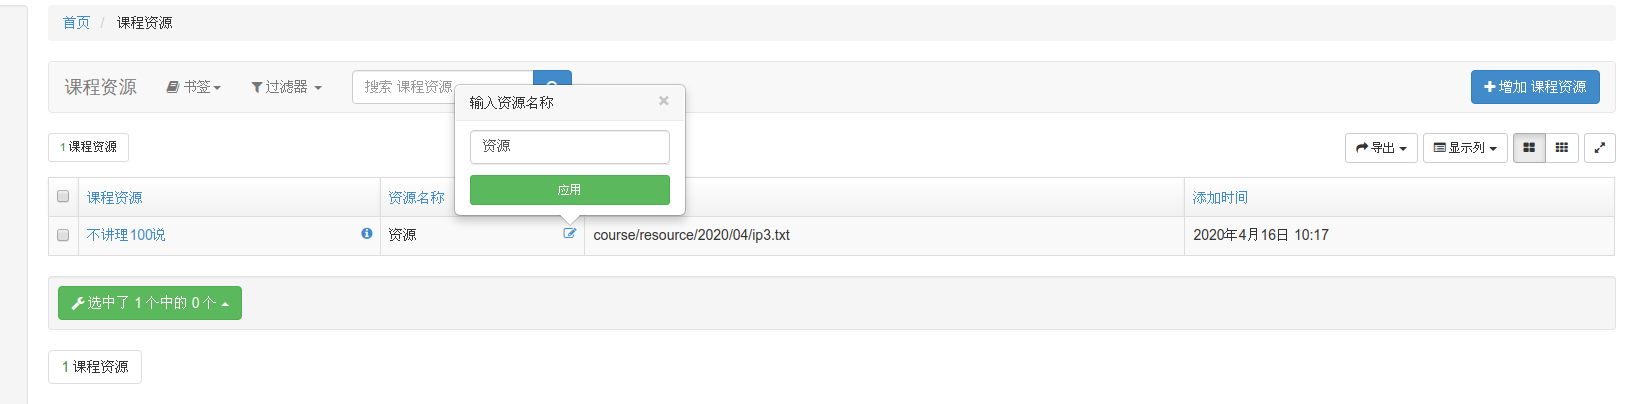 首页 / 课程资源
课程资源 书签 过滤器 搜索 课程资源 增加 课程资源
输入资源名称 ×
资源
应用
1 课程资源 导出 显示列
课程资源 资源名称 添加时间
不讲理100说 资源 course/resource/2020/04/ip3.txt 2020年4月16日 10:17
选中了 1 个中的 0 个
1 课程资源